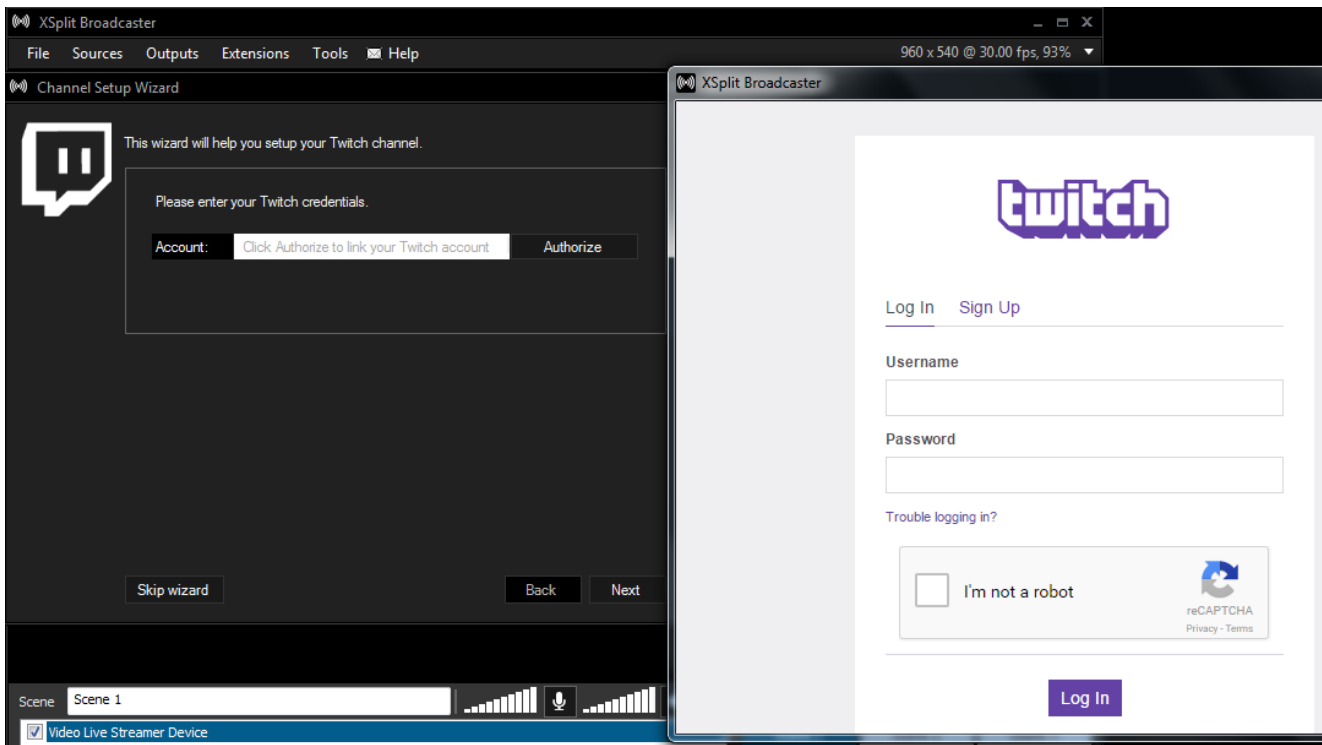 XSplit Broadcaster
File Sources Outputs Extensions Tools Help
960 x 540 @ 30.00 fps, 93%
Channel Setup Wizard
This wizard will help you setup your Twitch channel.
Please enter your Twitch credentials.
Account: Click Authorize to link your Twitch account Authorize
Skip wizard Back Next
Scene Scene 1
Video Live Streamer Device
XSplit Broadcaster
twitch
Log In Sign Up
Username
Password
Trouble logging in?
I'm not a robot
reCAPTCHA
Privacy - Terms
Log In